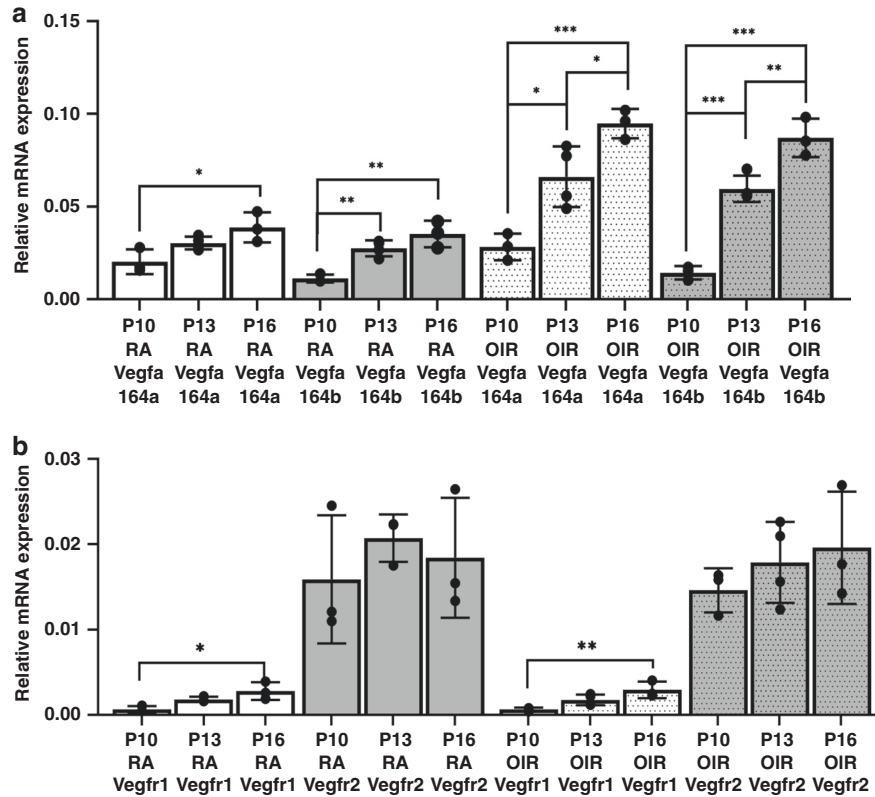 a
Relative mRNA expression
0.15
0.10
0.05
0.00
* ** ** * *** * *** *** **
P10 P13 P16 P10 P13 P16 P10 P13 P16 P10 P13 P16
RA RA RA RA RA RA OIR OIR OIR OIR OIR OIR
Vegfa Vegfa Vegfa Vegfa Vegfa Vegfa Vegfa Vegfa Vegfa Vegfa Vegfa Vegfa
164a 164a 164a 164b 164b 164b 164a 164a 164a 164b 164b 164b
b
Relative mRNA expression
0.03
0.02
0.01
0.00
* **
P10 P13 P16 P10 P13 P16 P10 P13 P16 P10 P13 P16
RA RA RA RA RA RA OIR OIR OIR OIR OIR OIR
Vegfr1 Vegfr1 Vegfr1 Vegfr2 Vegfr2 Vegfr2 Vegfr1 Vegfr1 Vegfr1 Vegfr2 Vegfr2 Vegfr2